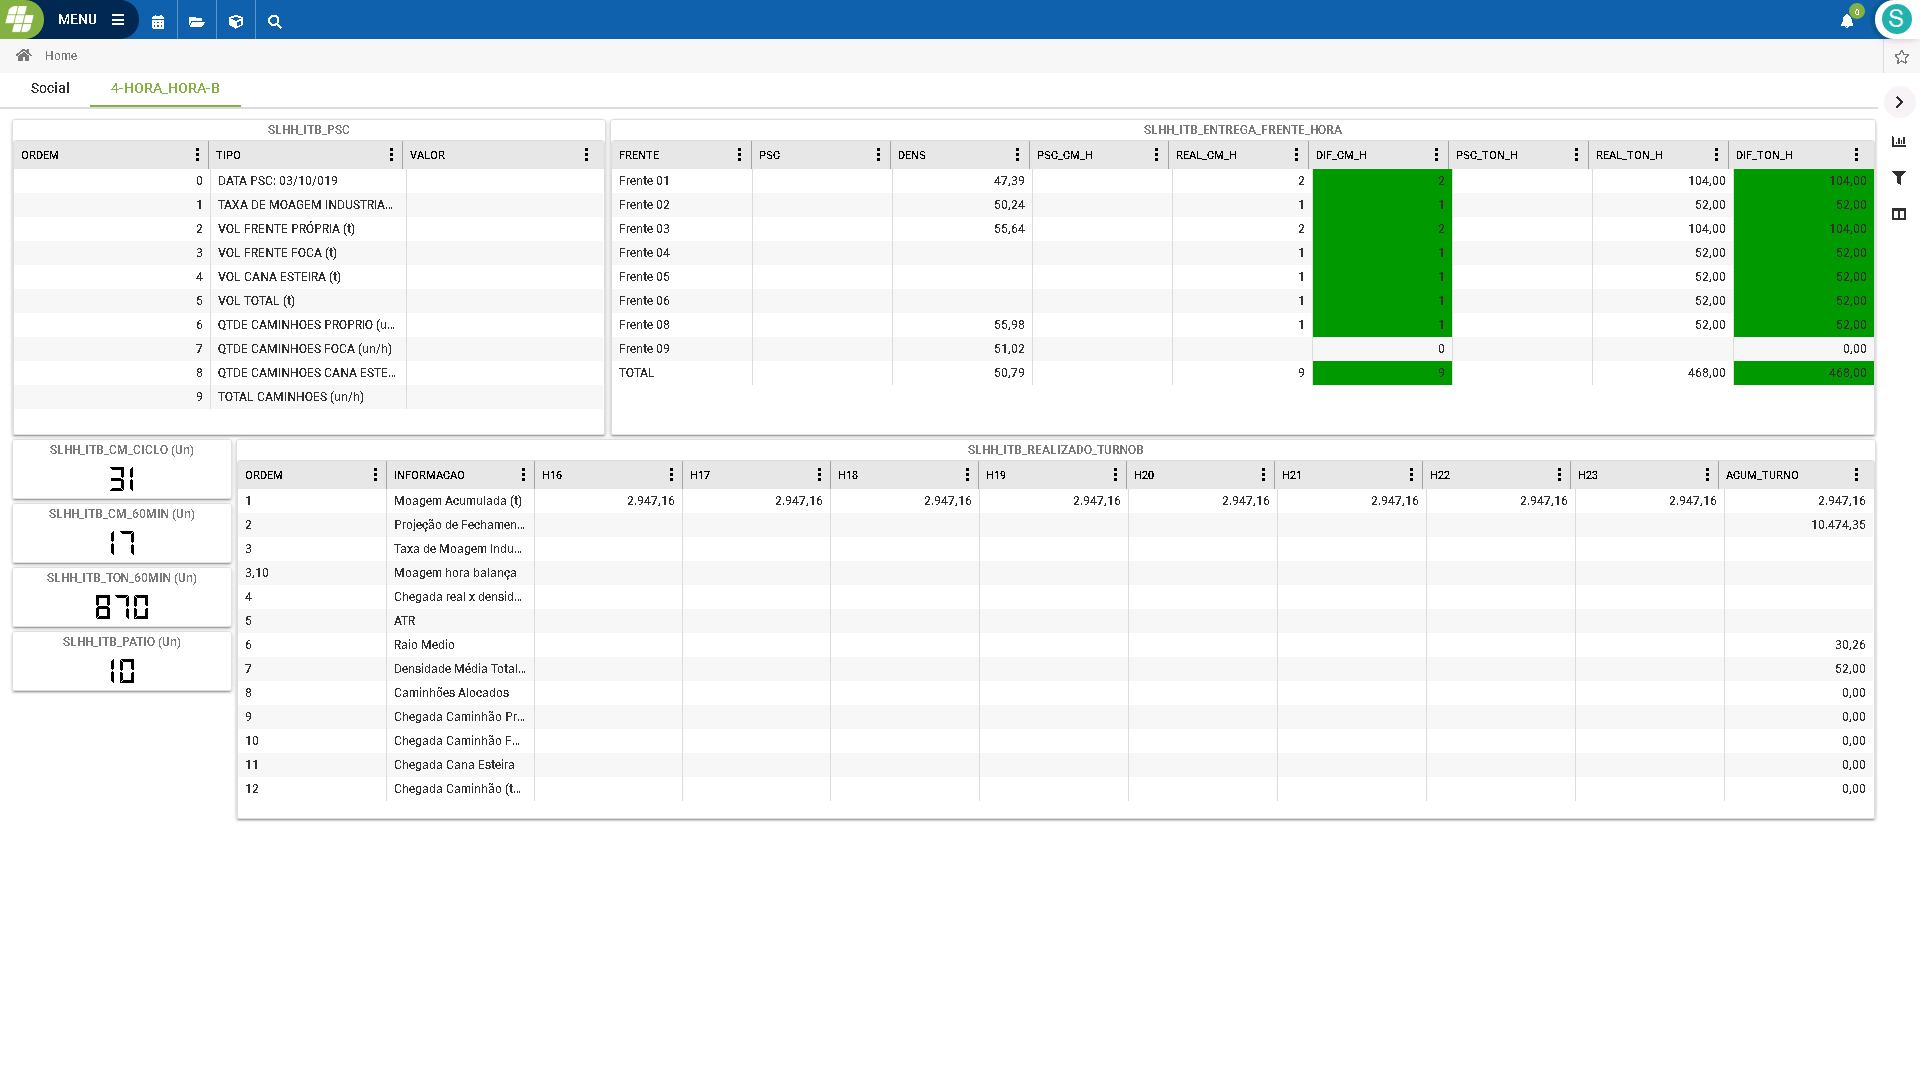 MENU
0
S
Home
Social
4-HORA_HORA-B
SLHH_ITB_PSC
ORDEM TIPO VALOR
0 DATA PSC: 03/10/019
1 TAXA DE MOAGEM INDUSTRIA...
2 VOL FRENTE PRÓPRIA (t)
3 VOL FRENTE FOCA (t)
4 VOL CANA ESTEIRA (t)
5 VOL TOTAL (t)
6 QTDE CAMINHOES PROPRIO (u...
7 QTDE CAMINHOES FOCA (un/h)
8 QTDE CAMINHOES CANA ESTE...
9 TOTAL CAMINHOES (un/h)
SLHH_ITB_ENTREGA_FRENTE_HORA
FRENTE PSC DENS PSC_CM_H REAL_CM_H DIF_CM_H PSC_TON_H REAL_TON_H DIF_TON_H
Frente 01 47,39 2 2 104,00 104,00
Frente 02 50,24 1 1 52,00 52,00
Frente 03 55,64 2 2 104,00 104,00
Frente 04 1 1 52,00 52,00
Frente 05 1 1 52,00 52,00
Frente 06 1 1 52,00 52,00
Frente 08 55,98 1 1 52,00 52,00
Frente 09 51,02 0 0,00
TOTAL 50,79 9 9 468,00 468,00
SLHH_ITB_CM_CICLO (Un)
31
SLHH_ITB_CM_60MIN (Un)
17
SLHH_ITB_TON_60MIN (Un)
870
SLHH_ITB_PATIO (Un)
10
SLHH_ITB_REALIZADO_TURNOB
ORDEM INFORMACAO H16 H17 H18 H19 H20 H21 H22 H23 ACUM_TURNO
1 Moagem Acumulada (t) 2.947,16 2.947,16 2.947,16 2.947,16 2.947,16 2.947,16 2.947,16 2.947,16 2.947,16
2 Projeção de Fechamen... 10.474,35
3 Taxa de Moagem Indu...
3,10 Moagem hora balança
4 Chegada real x densid...
5 ATR
6 Raio Medio 30,26
7 Densidade Média Total... 52,00
8 Caminhões Alocados 0,00
9 Chegada Caminhão Pr... 0,00
10 Chegada Caminhão F... 0,00
11 Chegada Cana Esteira 0,00
12 Chegada Caminhão (t... 0,00